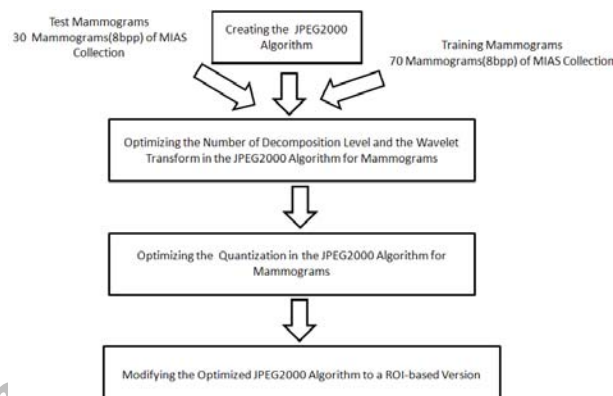 Test Mammograms
30 Mammograms(8bpp) of MIAS
Collection
Creating the JPEG2000
Algorithm
Training Mammograms
70 Mammograms(8bpp) of MIAS Collection
Optimizing the Number of Decomposition Level and the Wavelet
Transform in the JPEG2000 Algorithm for Mammograms
Optimizing the Quantization in the JPEG2000 Algorithm for
Mammograms
Modifying the Optimized JPEG2000 Algorithm to a ROI-based Version